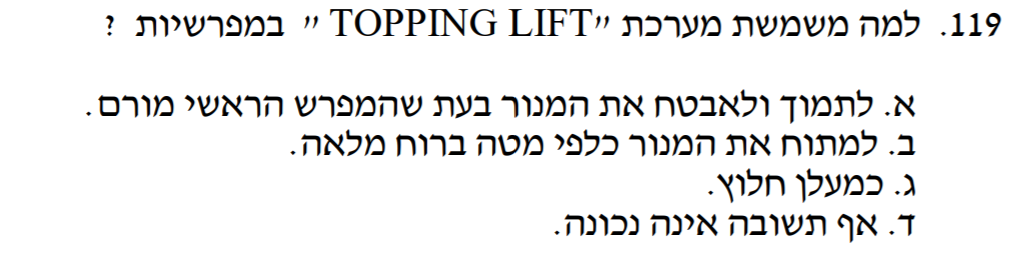 119. למה משמשת מערכת "TOPPING LIFT" במפרשיות ?
א. לתמוך ולאבטח את המנור בעת שהמפרש הראשי מורם.
ב. למתוח את המנור כלפי מטה ברוח מלאה.
ג. כמעלן חלוץ.
ד. אף תשובה אינה נכונה.